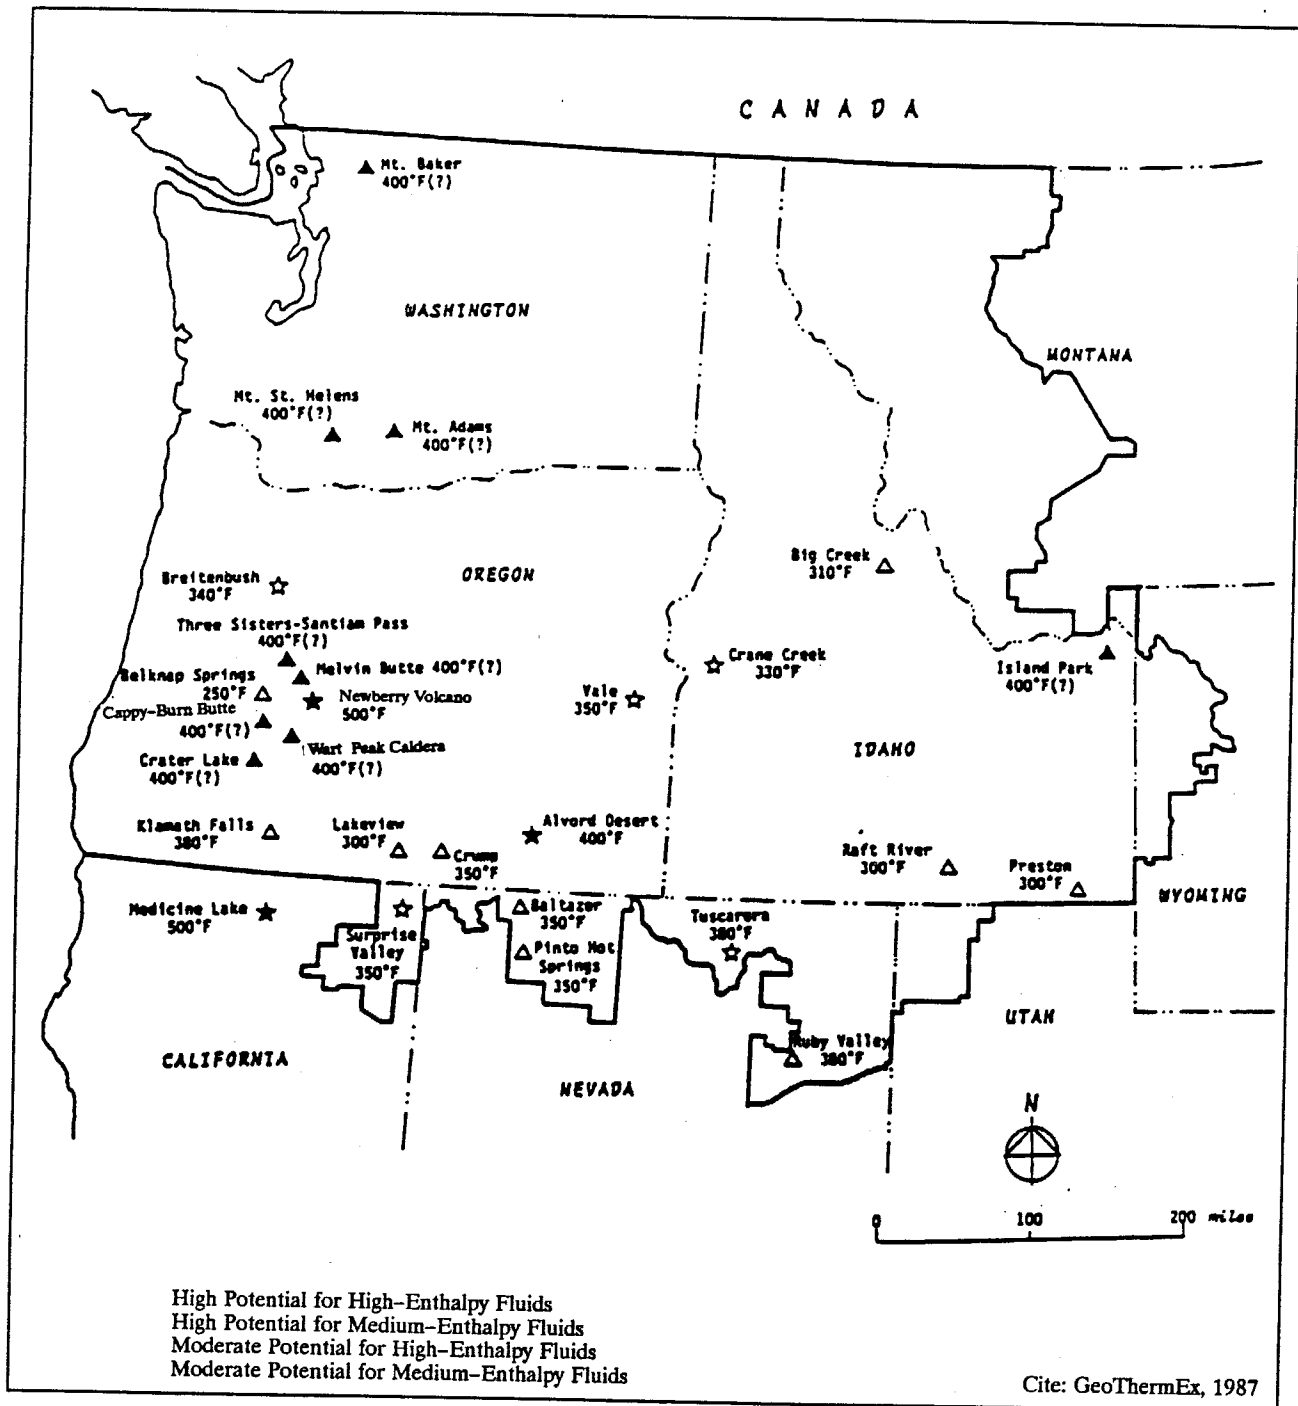 CANADA
Mt. Baker
400°F(?)
WASHINGTON
MONTANA
Mt. St. Helens
400°F(?)
Mt. Adams
400°F(?)
Big Creek
310°F
Breitenbush
340°F
OREGON
Three Sisters-Santiam Pass
400°F(?)
Melvin Butte 400°F(?)
Belknap Springs
250°F
Newberry Volcano
500°F
Cappy-Burn Butte
400°F(?)
Wart Peak Caldera
400°F(?)
Crater Lake
400°F(?)
Vale
350°F
Crane Creek
330°F
Island Park
400°F(?)
IDAHO
Klamath Falls
380°F
Lakeview
300°F
Crump
350°F
Alvord Desert
400°F
Raft River
300°F
Preston
300°F
WYOMING
Medicine Lake
500°F
Surprise
Valley
350°F
Baltazor
350°F
Pinto Hot
Springs
350°F
Tuscarora
380°F
Ruby Valley
380°F
UTAH
CALIFORNIA
NEVADA
N
0 100 200 miles
High Potential for High-Enthalpy Fluids
High Potential for Medium-Enthalpy Fluids
Moderate Potential for High-Enthalpy Fluids
Moderate Potential for Medium-Enthalpy Fluids
Cite: GeoThermEx, 1987